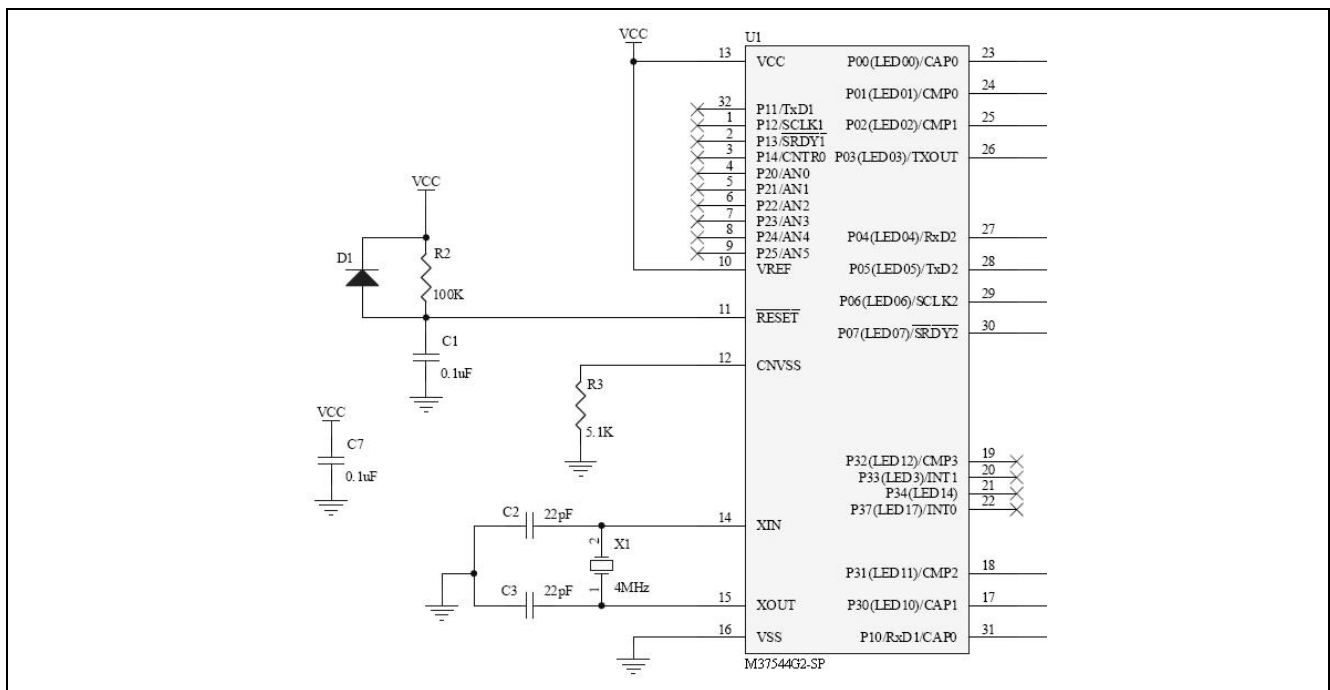 VCC
U1
13 VCC
P00(LED00)/CAP0 23
P01(LED01)/CMP0 24
32 P11/TxD1
1 P12/SCLK1
P02(LED02)/CMP1 25
2 P13/SRDY1
3 P14/CNTR0
P03(LED03)/TXOUT 26
4 P20/AN0
5 P21/AN1
6 P22/AN2
7 P23/AN3
8 P24/AN4
P04(LED04)/RxD2 27
9 P25/AN5
10 VREF
P05(LED05)/TxD2 28
P06(LED06)/SCLK2 29
P07(LED07)/SRDY2 30
VCC
D1
R2
100K
11 RESET
C1
0.1uF
12 CNVSS
R3
5.1K
VCC
C7
0.1uF
P32(LED12)/CMP3 19
P33(LED3)/INT1 20
P34(LED14) 21
P37(LED17)/INT0 22
C2 22pF
14 XIN
2
X1
4MHz
1
C3 22pF
15 XOUT
P31(LED11)/CMP2 18
P30(LED10)/CAP1 17
16 VSS
P10/RxD1/CAP0 31
M37544G2-SP